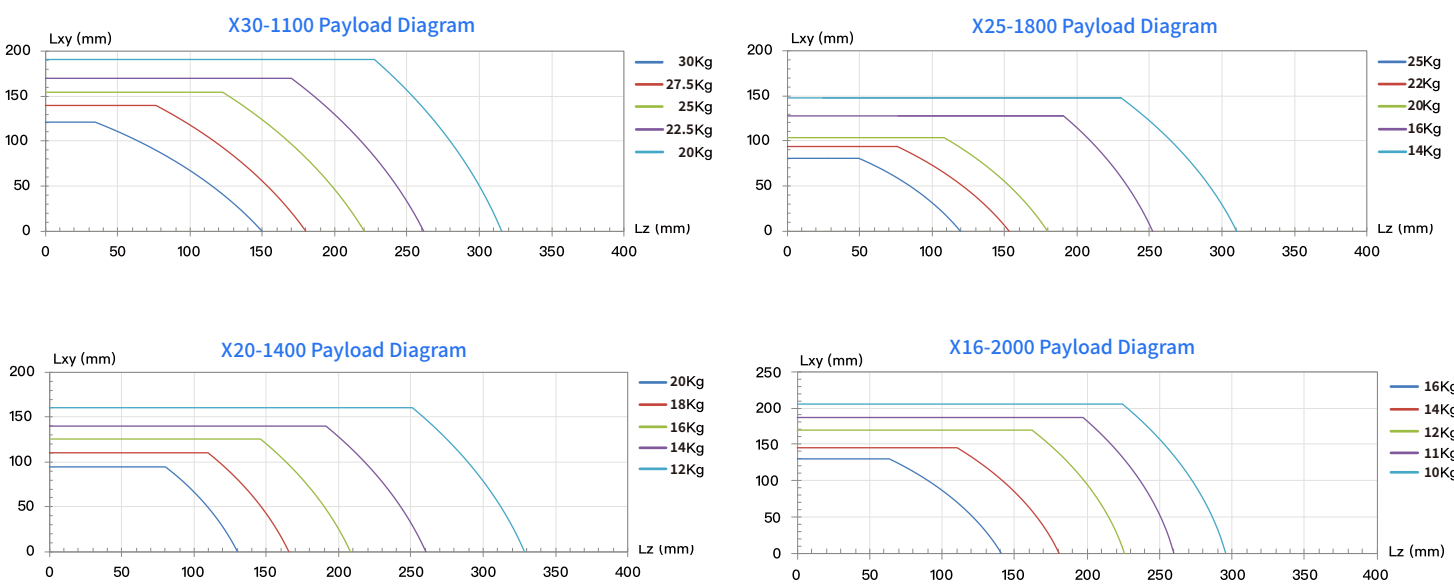 X30-1100 Payload Diagram
Lxy (mm)
200
150
100
50
0
0 50 100 150 200 250 300 350 400
Lz (mm)
30Kg
27.5Kg
25Kg
22.5Kg
20Kg
X25-1800 Payload Diagram
Lxy (mm)
200
150
100
50
0
0 50 100 150 200 250 300 350 400
Lz (mm)
25Kg
22Kg
20Kg
16Kg
14Kg
X20-1400 Payload Diagram
Lxy (mm)
200
150
100
50
0
0 50 100 150 200 250 300 350 400
Lz (mm)
20Kg
18Kg
16Kg
14Kg
12Kg
X16-2000 Payload Diagram
Lxy (mm)
250
200
150
100
50
0
0 50 100 150 200 250 300 350 400
Lz (mm)
16Kg
14Kg
12Kg
11Kg
10Kg